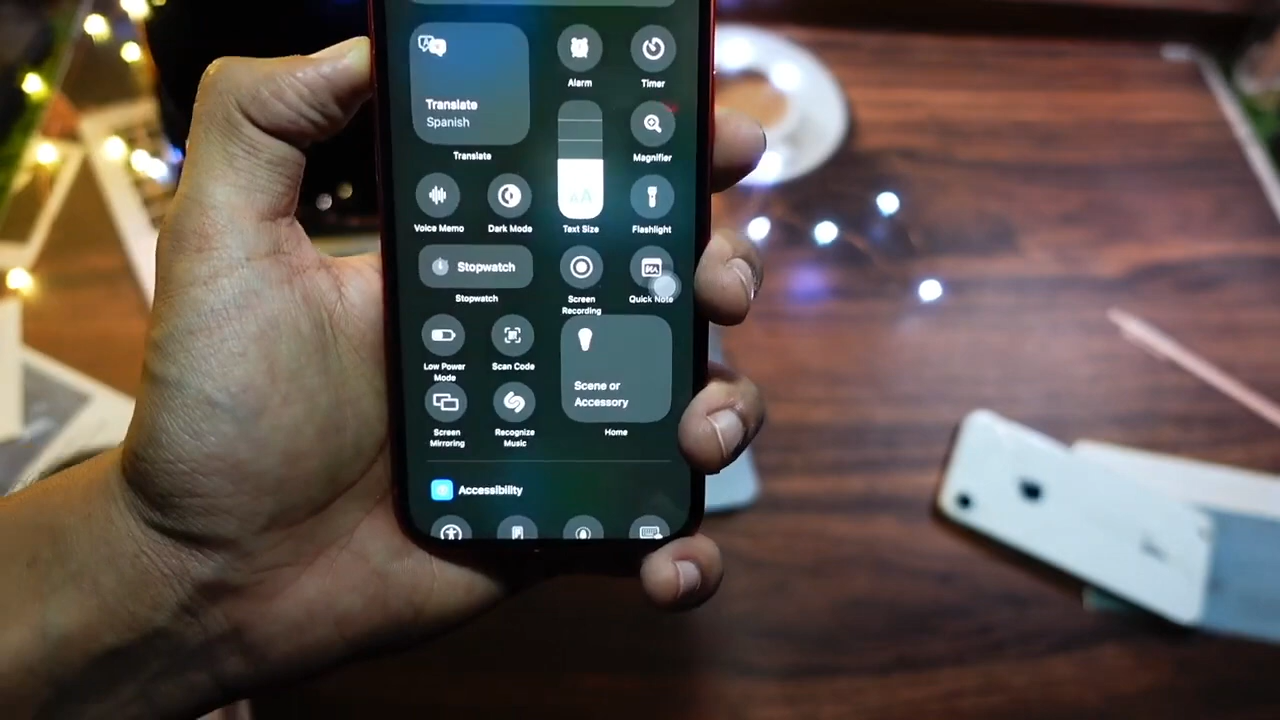 Alarm
Timer
Translate
Spanish
Translate
Magnifier
Voice Memo
Dark Mode
AA
Text Size
Flashlight
Stopwatch
Stopwatch
Screen
Recording
Quick Note
Low Power
Mode
Scan Code
Scene or
Accessory
Screen
Mirroring
Recognize
Music
Home
Accessibility